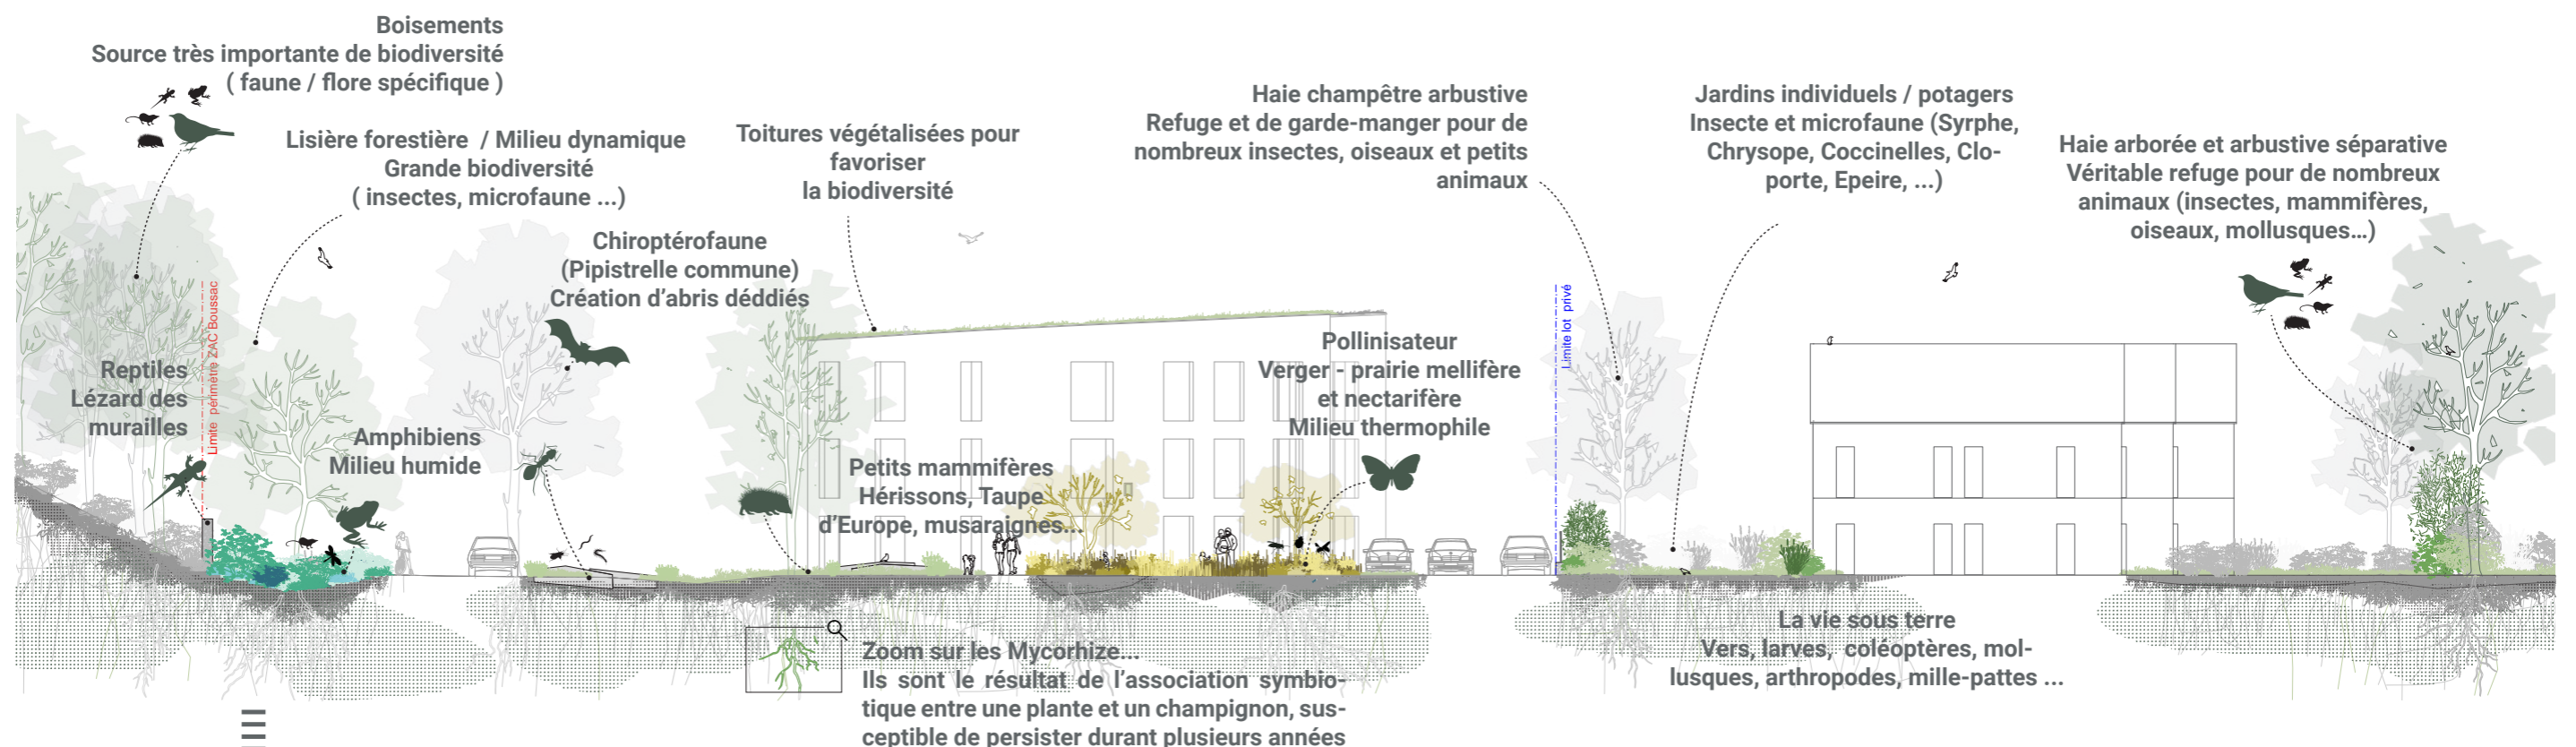 Boisements
Source très importante de biodiversité
( faune / flore spécifique )
Lisière forestière / Milieu dynamique
Grande biodiversité
( insectes, microfaune ...)
Toitures végétalisées pour
favoriser
la biodiversité
Haie champêtre arbustive
Refuge et de garde-manger pour de
nombreux insectes, oiseaux et petits
animaux
Jardins individuels / potagers
Insecte et microfaune (Syrphe,
Chrysope, Coccinelles, Clo-
porte, Epeire, ...)
Haie arborée et arbustive séparative
Véritable refuge pour de nombreux
animaux (insectes, mammifères,
oiseaux, mollusques...)
Chiroptérofaune
(Pipistrelle commune)
Création d'abris déddiés
Limite périmètre ZAC Boussac
Reptiles
Lézard des
murailles
Amphibiens
Milieu humide
Petits mammifères
Hérissons, Taupe
d'Europe, musaraignes...
Pollinisateur
Verger - prairie mellifère
et nectarifère
Milieu thermophile
Limite lot privé
Zoom sur les Mycorhize...
Ils sont le résultat de l'association symbio-
tique entre une plante et un champignon, sus-
ceptible de persister durant plusieurs années
La vie sous terre
Vers, larves, coléoptères, mol-
lusques, arthropodes, mille-pattes ...